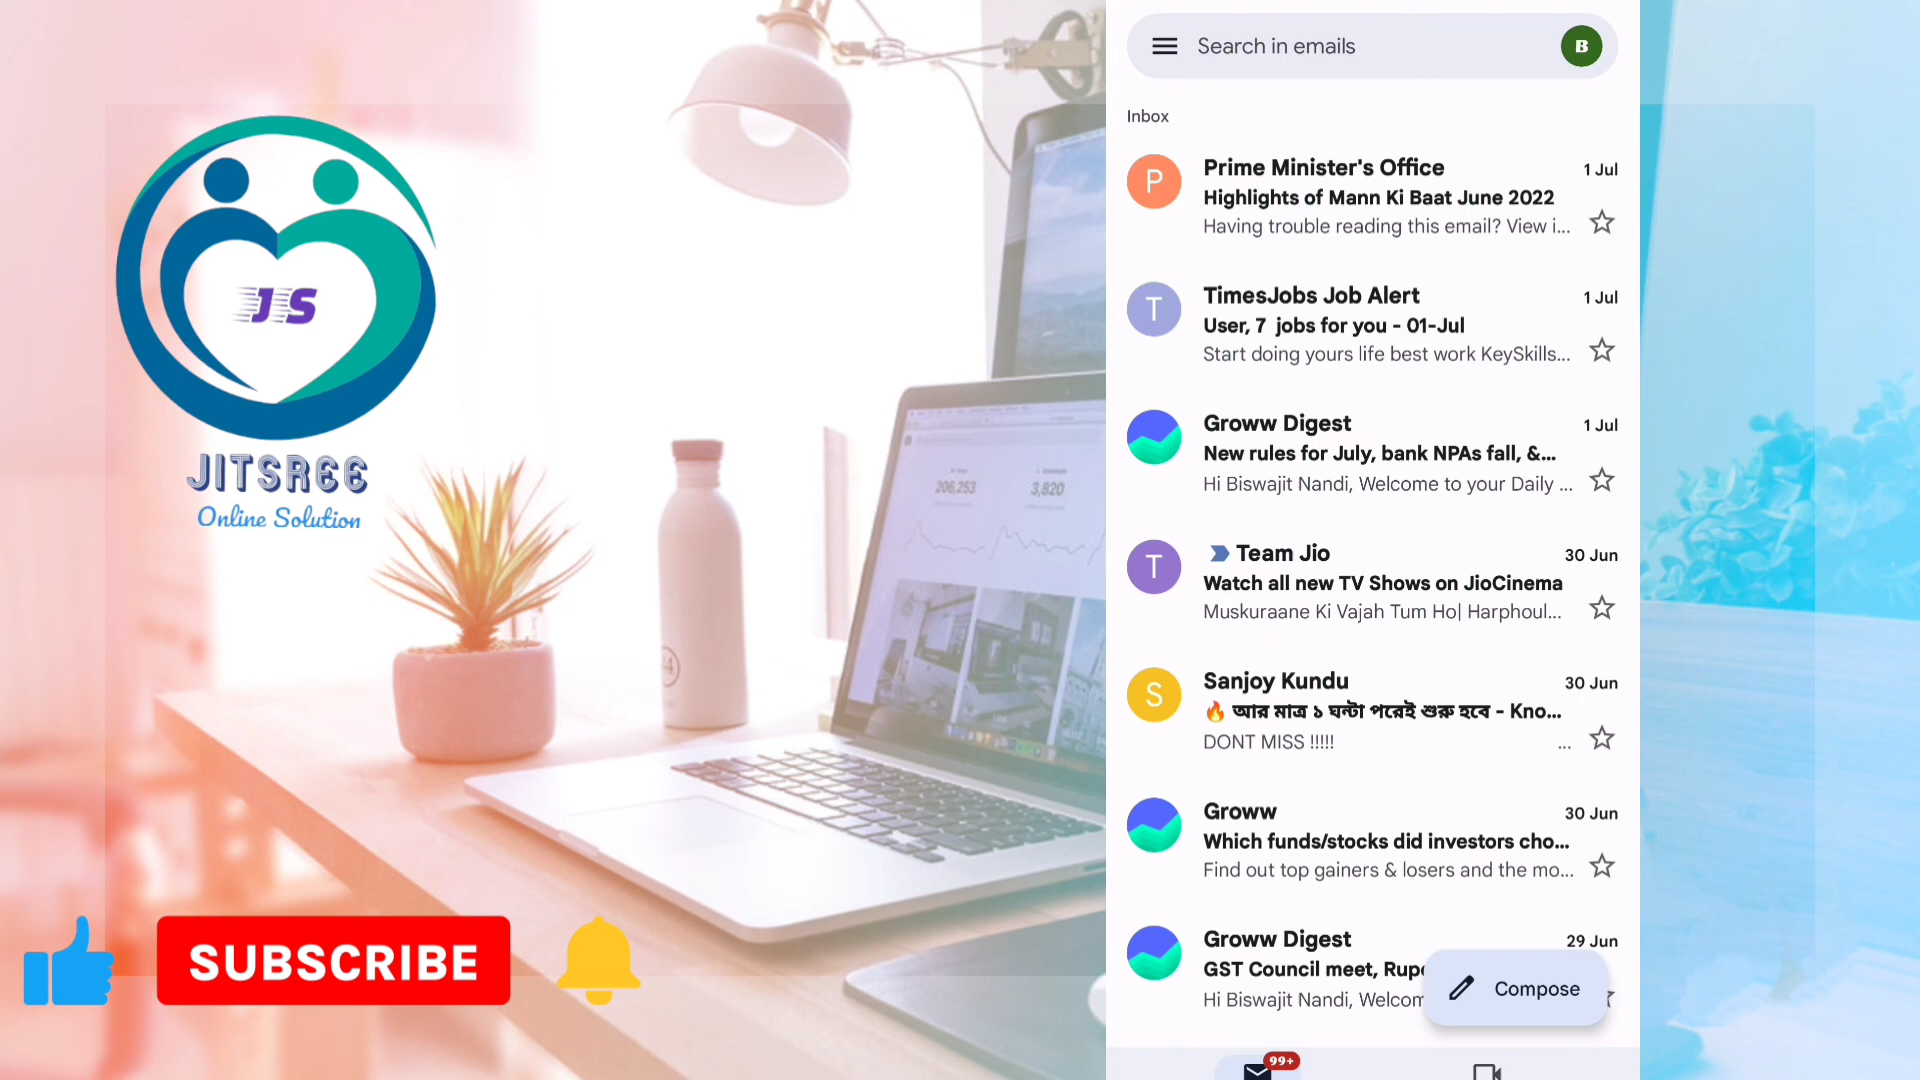 JS
JITSREE
Online Solution
206,253
3,820
SUBSCRIBE
Search in emails
B
Inbox
P
Prime Minister's Office
1 Jul
Highlights of Mann Ki Baat June 2022
Having trouble reading this email? View i...
T
TimesJobs Job Alert
1 Jul
User, 7 jobs for you - 01-Jul
Start doing yours life best work KeySkills...
Groww Digest
1 Jul
New rules for July, bank NPAs fall, &...
Hi Biswajit Nandi, Welcome to your Daily ...
T
Team Jio
30 Jun
Watch all new TV Shows on JioCinema
Muskuraane Ki Vajah Tum Ho| Harphoul...
S
Sanjoy Kundu
30 Jun
🔥 আর মাত্র ১ ঘন্টা পরেই শুরু হবে - Kno...
DONT MISS !!!!! ...
Groww
30 Jun
Which funds/stocks did investors cho...
Find out top gainers & losers and the mo...
Groww Digest
29 Jun
GST Council meet, Rup
Hi Biswajit Nandi, Welcom
Compose
99+